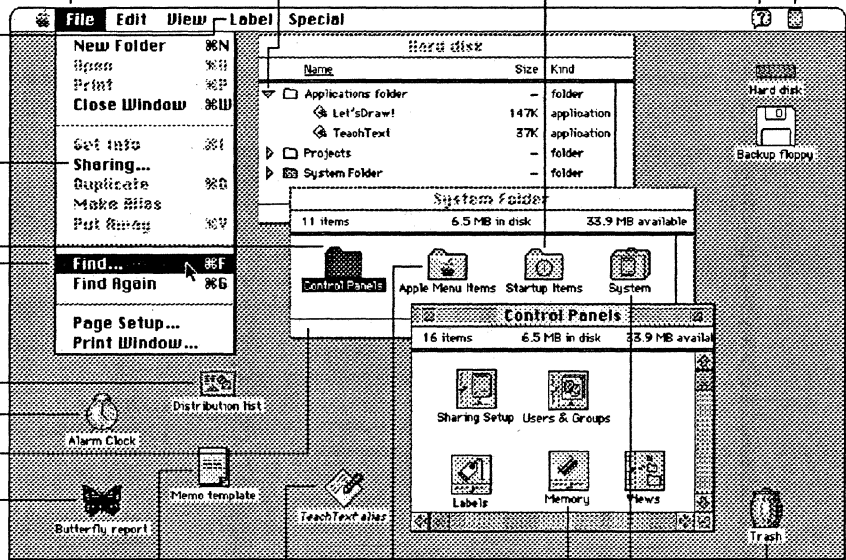 File Edit View Label Special
New Folder ⌘N
Open ⌘O
Print ⌘P
Close Window ⌘W
Get Info ⌘I
Sharing...
Duplicate ⌘D
Make Alias
Put Away ⌘Y
Find... ⌘F
Find Again ⌘G
Page Setup...
Print Window...
Hard disk
Name Size Kind
Applications folder – folder
Let'sDraw! 147K application
TeachText 37K application
Projects – folder
System Folder – folder
System Folder
11 items 6.5 MB in disk 33.9 MB available
Control Panels Apple Menu Items Startup Items System
Control Panels
16 items 6.5 MB in disk 33.9 MB availab
Sharing Setup Users & Groups
Labels Memory Views
Hard disk
Backup floppy
Distribution list
Alarm Clock
Memo template
TeachText alias
Butterfly report
Trash